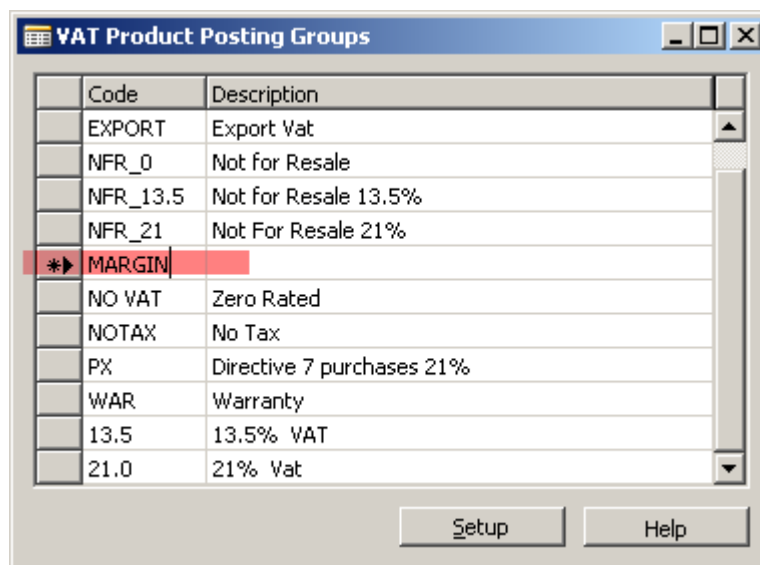 VAT Product Posting Groups
Code Description
EXPORT Export Vat
NFR_0 Not for Resale
NFR_13.5 Not for Resale 13.5%
NFR_21 Not For Resale 21%
MARGIN
NO VAT Zero Rated
NOTAX No Tax
PX Directive 7 purchases 21%
WAR Warranty
13.5 13.5% VAT
21.0 21% Vat
Setup Help